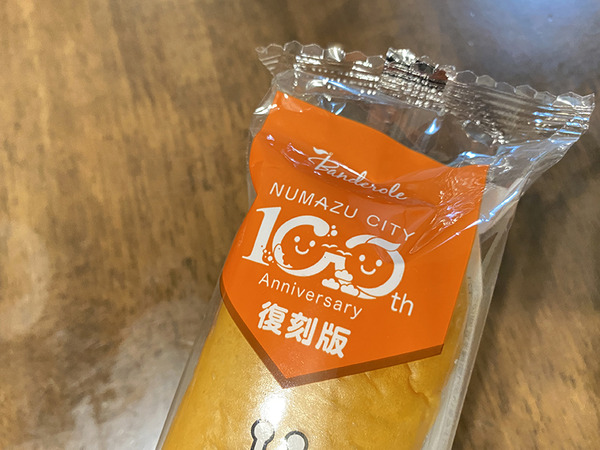 Banderole
NUMAZU CITY
100th
Anniversary
復刻版